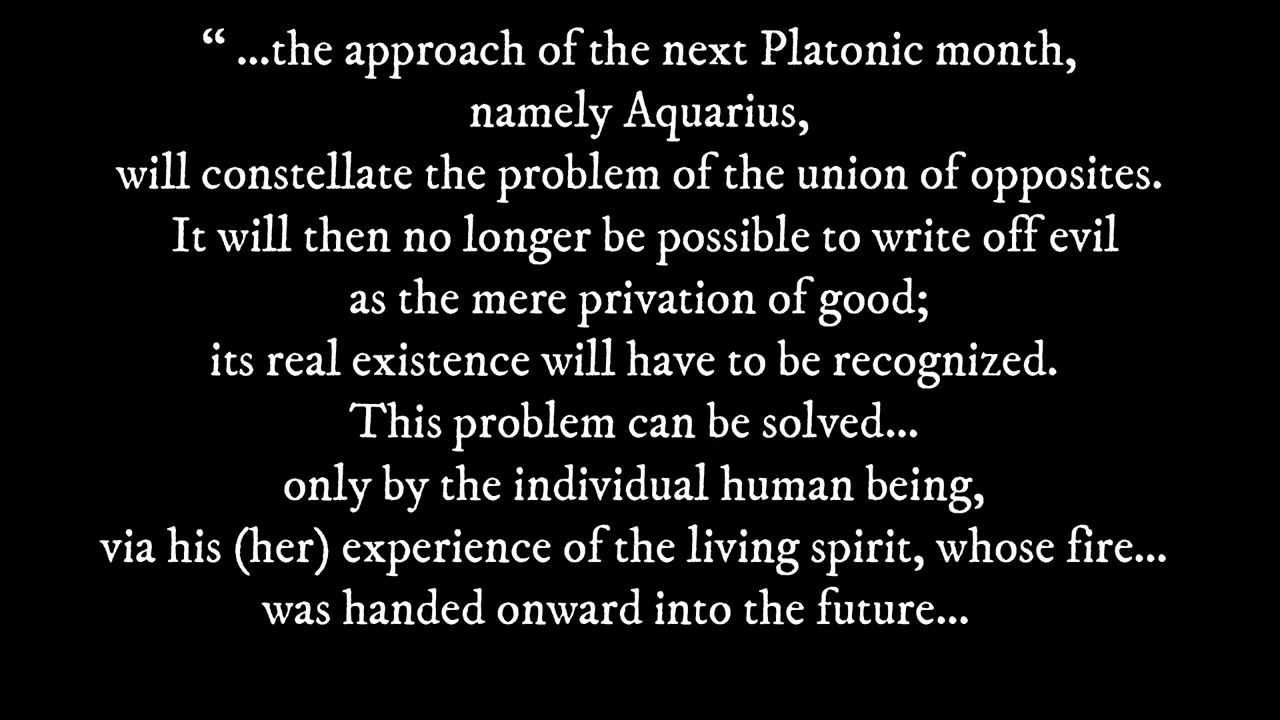 “ ...the approach of the next Platonic month,
namely Aquarius,
will constellate the problem of the union of opposites.
It will then no longer be possible to write off evil
as the mere privation of good;
its real existence will have to be recognized.
This problem can be solved...
only by the individual human being,
via his (her) experience of the living spirit, whose fire...
was handed onward into the future...